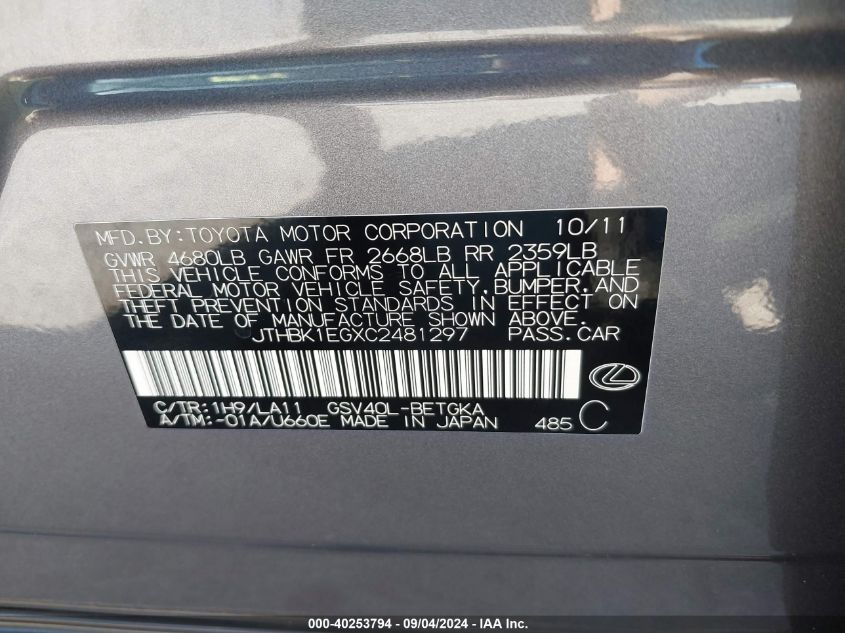 MFD.BY:TOYOTA MOTOR CORPORATION 10/11
GVWR 4680LB GAWR FR 2668LB RR 2359LB
THIS VEHICLE CONFORMS TO ALL APPLICABLE
FEDERAL MOTOR VEHICLE SAFETY,BUMPER,AND
THEFT PREVENTION STANDARDS IN EFFECT ON
THE DATE OF MANUFACTURE SHOWN ABOVE.
JTHBK1EGXC2481297 PASS.CAR
C/TR:1H9/LA11 GSV40L-BETGKA
A/TM:-01A/U660E MADE IN JAPAN 485 C
000-40253794 - 09/04/2024 - IAA Inc.